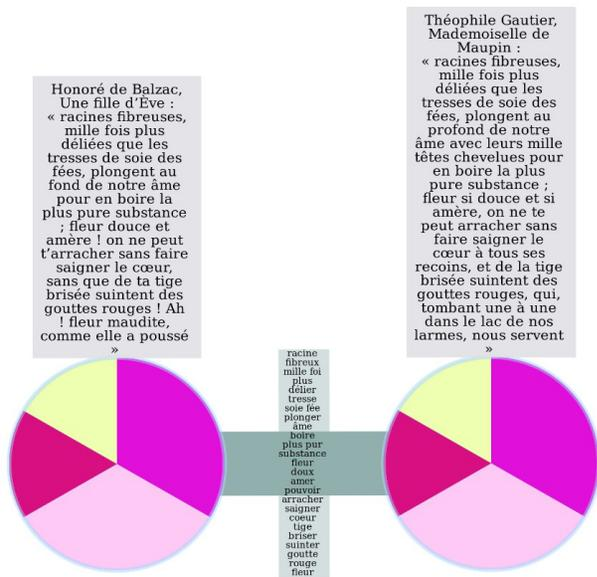 Honoré de Balzac,
Une fille d’Ève :
« racines fibreuses,
mille fois plus
déliées que les
tresses de soie des
fées, plongent au
fond de notre âme
pour en boire la
plus pure substance
; fleur douce et
amère ! on ne peut
t’arracher sans faire
saigner le cœur,
sans que de ta tige
brisée suintent des
gouttes rouges ! Ah
! fleur maudite,
comme elle a poussé
»
Théophile Gautier,
Mademoiselle de
Maupin :
« racines fibreuses,
mille fois plus
déliées que les
tresses de soie des
fées, plongent au
profond de notre
âme avec leurs mille
têtes chevelues pour
en boire la plus
pure substance ;
fleur si douce et si
amère, on ne te
peut arracher sans
faire saigner le
cœur à tous ses
recoins, et de la tige
brisée suintent des
gouttes rouges, qui,
tombant une à une
dans le lac de nos
larmes, nous servent
»
racine
fibreux
mille foi
plus
délier
tresse
soie fée
plonger
âme
boire
plus pur
substance
fleur
doux
amer
pouvoir
arracher
saigner
coeur
tige
briser
suinter
goutte
rouge
fleur